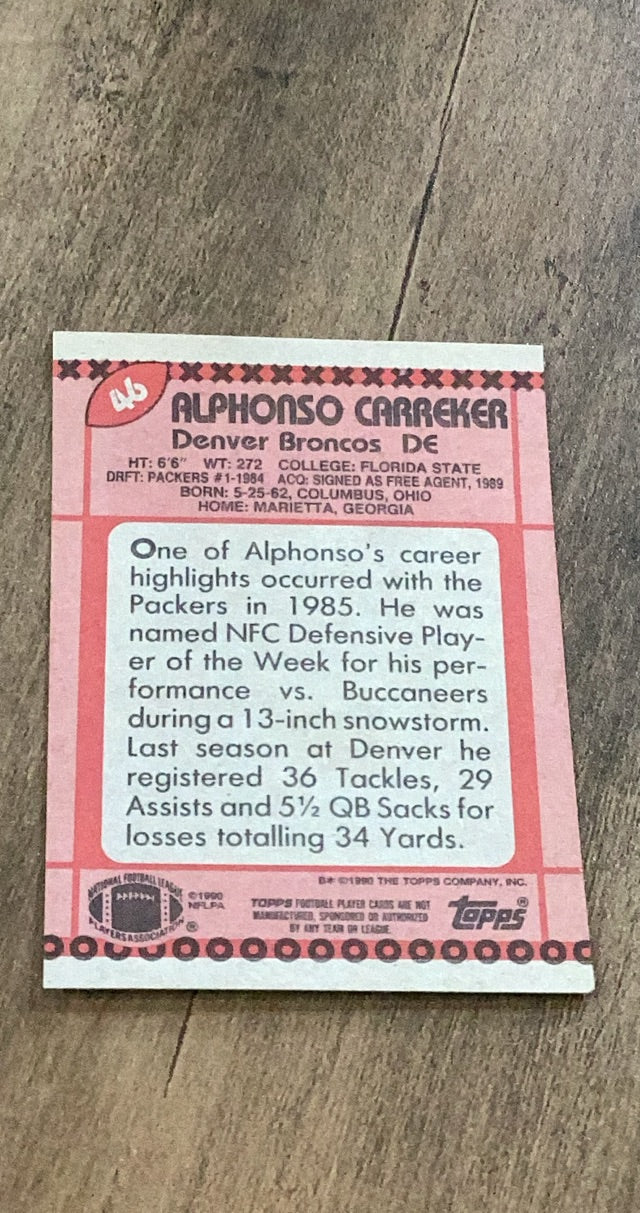 46
ALPHONSO CARREKER
Denver Broncos DE
HT: 6'6" WT: 272 COLLEGE: FLORIDA STATE
DRFT: PACKERS #1-1984 ACQ: SIGNED AS FREE AGENT, 1989
BORN: 5-25-62, COLUMBUS, OHIO
HOME: MARIETTA, GEORGIA
One of Alphonso's career
highlights occurred with the
Packers in 1985. He was
named NFC Defensive Play-
er of the Week for his per-
formance vs. Buccaneers
during a 13-inch snowstorm.
Last season at Denver he
registered 36 Tackles, 29
Assists and 5½ QB Sacks for
losses totalling 34 Yards.
NATIONAL FOOTBALL LEAGUE
PLAYERS ASSOCIATION ®
©1990
NFLPA
B* ©1990 THE TOPPS COMPANY, INC.
TOPPS FOOTBALL PLAYER CARDS ARE NOT
MANUFACTURED, SPONSORED OR AUTHORIZED
BY ANY TEAM OR LEAGUE.
topps®